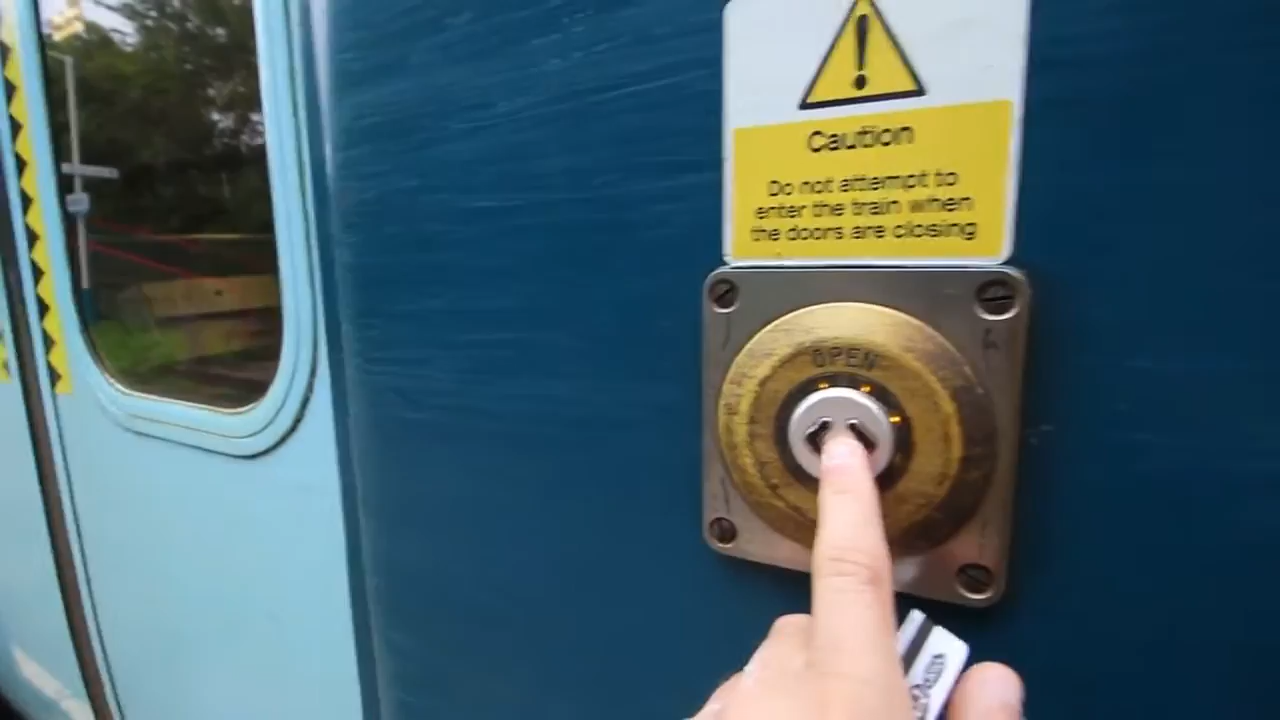 Caution
Do not attempt to
enter the train when
the doors are closing
OPEN